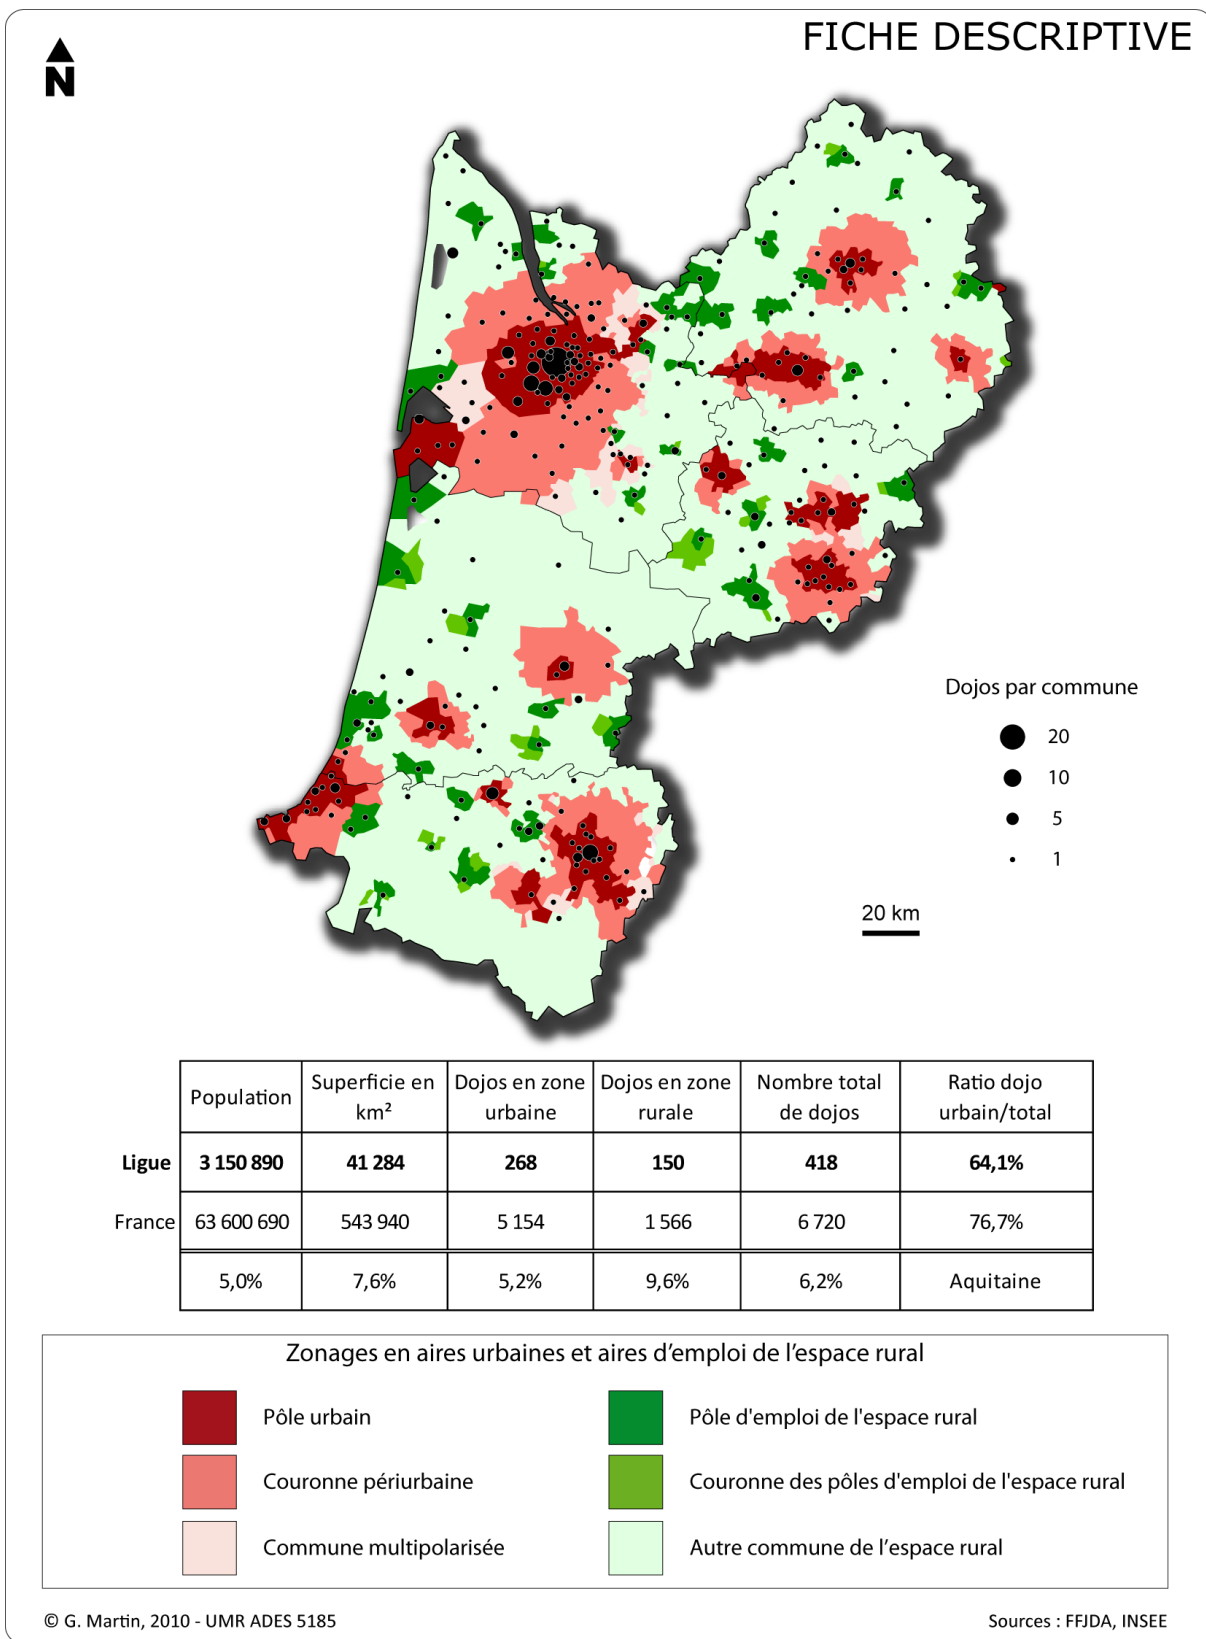 FICHE DESCRIPTIVE
N
Dojos par commune
20
10
5
1
20 km
Population
Superficie en km²
Dojos en zone urbaine
Dojos en zone rurale
Nombre total de dojos
Ratio dojo urbain/total
Ligue 3 150 890 41 284 268 150 418 64,1%
France 63 600 690 543 940 5 154 1 566 6 720 76,7%
5,0% 7,6% 5,2% 9,6% 6,2% Aquitaine
Zonages en aires urbaines et aires d'emploi de l'espace rural
Pôle urbain
Pôle d'emploi de l'espace rural
Couronne périurbaine
Couronne des pôles d'emploi de l'espace rural
Commune multipolarisée
Autre commune de l'espace rural
© G. Martin, 2010 - UMR ADES 5185
Sources : FFJDA, INSEE